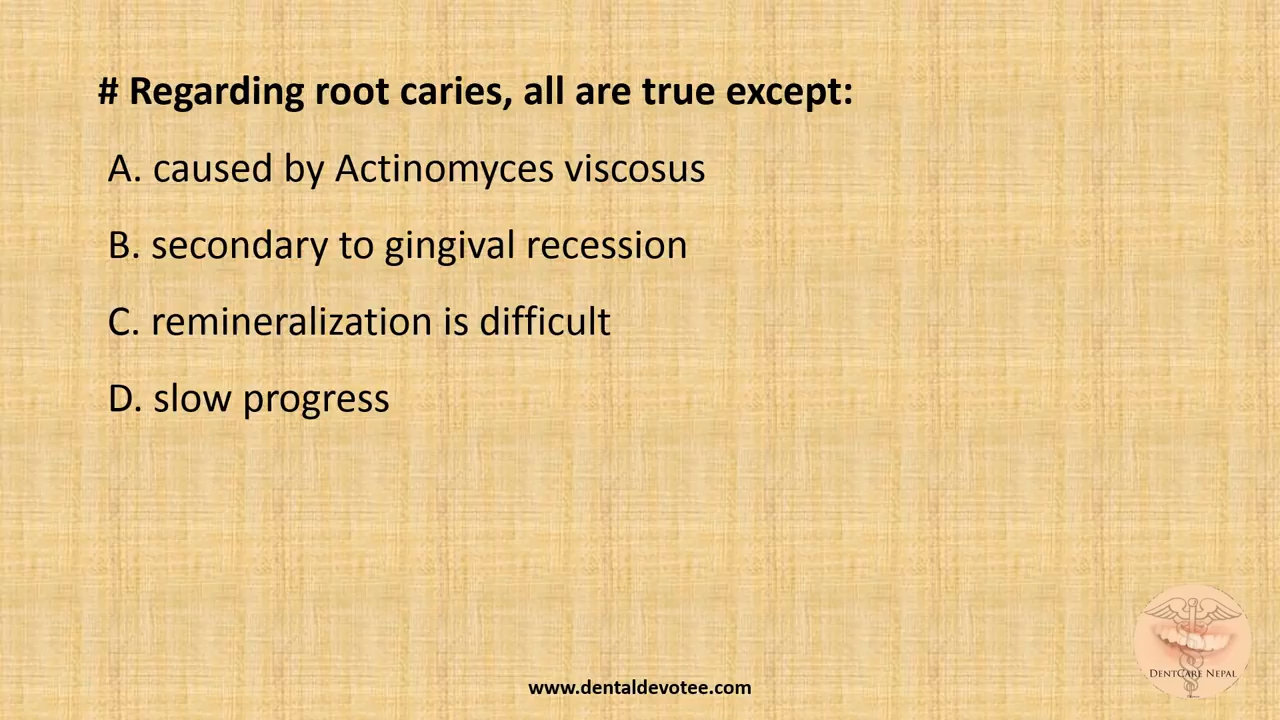 # Regarding root caries, all are true except:
A. caused by Actinomyces viscosus
B. secondary to gingival recession
C. remineralization is difficult
D. slow progress
DENTCARE NEPAL
www.dentaldevotee.com